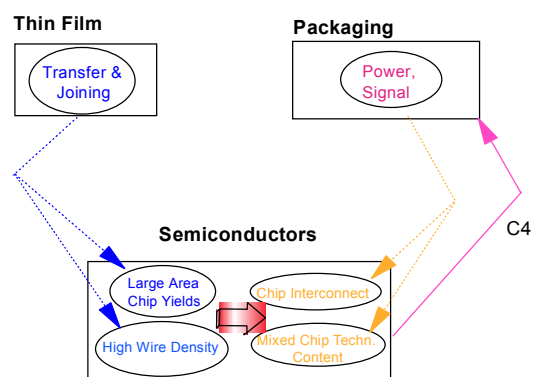 Thin Film
Packaging
Transfer &
Joining
Power,
Signal
C4
Semiconductors
Large Area
Chip Yields
Chip Interconnect
High Wire Density
Mixed Chip Techn.
Content